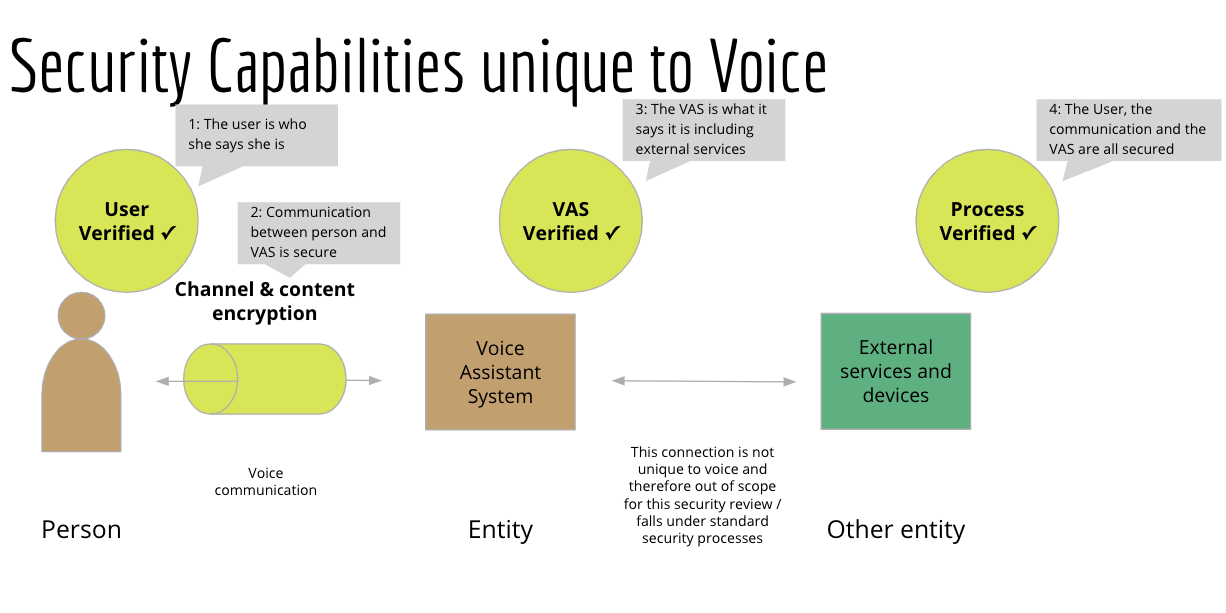 Security Capabilities unique to Voice
1: The user is who
she says she is
3: The VAS is what it
says it is including
external services
4: The User, the
communication and the
VAS are all secured
User
Verified ✓
2: Communication
between person and
VAS is secure
VAS
Verified ✓
Process
Verified ✓
Channel & content
encryption
Voice
Assistant
System
External
services and
devices
Voice
communication
This connection is not
unique to voice and
therefore out of scope
for this security review /
falls under standard
security processes
Person
Entity
Other entity